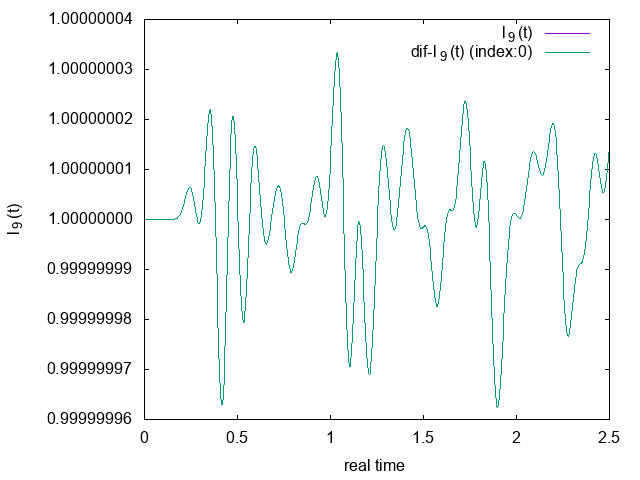 1.00000004
1.00000003
1.00000002
1.00000001
1.00000000
0.99999999
0.99999998
0.99999997
0.99999996
0 0.5 1 1.5 2 2.5
I9(t)
real time
I9(t)
dif-I9(t) (index:0)